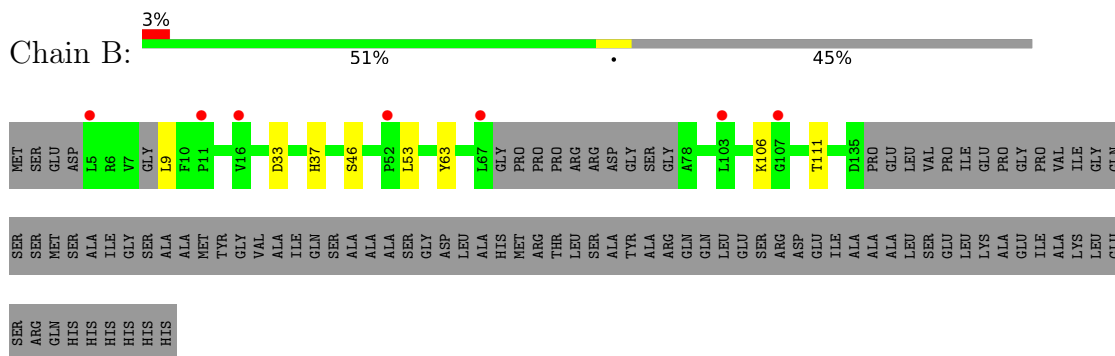 3%
Chain B:
51% • 45%
MET SER GLU ASP L5 R6 V7 GLY L9 F10 P11 V16 D33 H37 S46 P52 L53 Y63 L67 GLY PRO PRO PRO ARG ARG ASP GLY SER GLY A78 L103 K106 G107 T111 D135 PRO GLU LEU VAL PRO ILE GLU PRO GLY PRO VAL ILE GLY GLN
SER SER MET SER ALA ILE GLY SER ALA ALA MET TYR GLY VAL ALA ILE GLN SER ALA ALA ALA SER GLY ASP LEU ALA HIS MET ARG THR LEU SER ALA TYR ALA ARG GLN GLN LEU GLU SER ARG ASP GLU ILE ALA ALA ALA LEU SER GLU LEU LYS ALA GLU ILE ALA LYS LEU GLU
SER ARG GLN HIS HIS HIS HIS HIS HIS